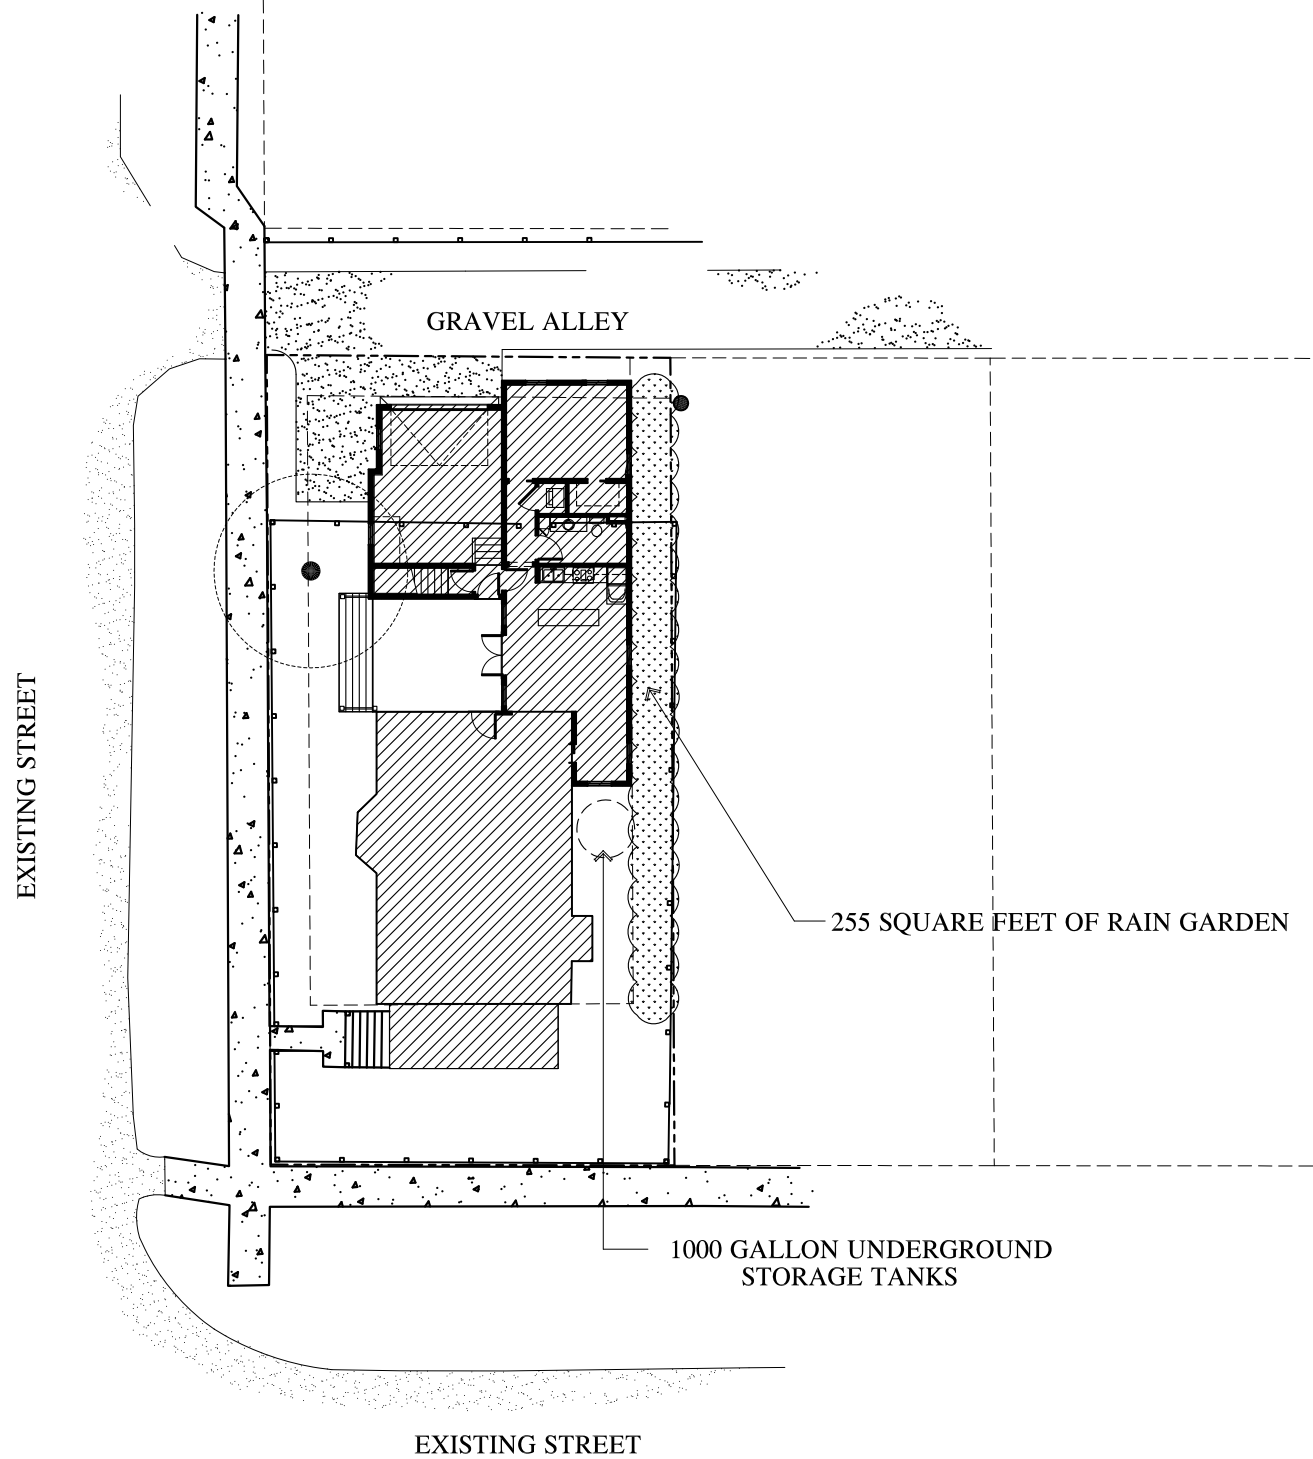 GRAVEL ALLEY
EXISTING STREET
255 SQUARE FEET OF RAIN GARDEN
1000 GALLON UNDERGROUND
STORAGE TANKS
EXISTING STREET